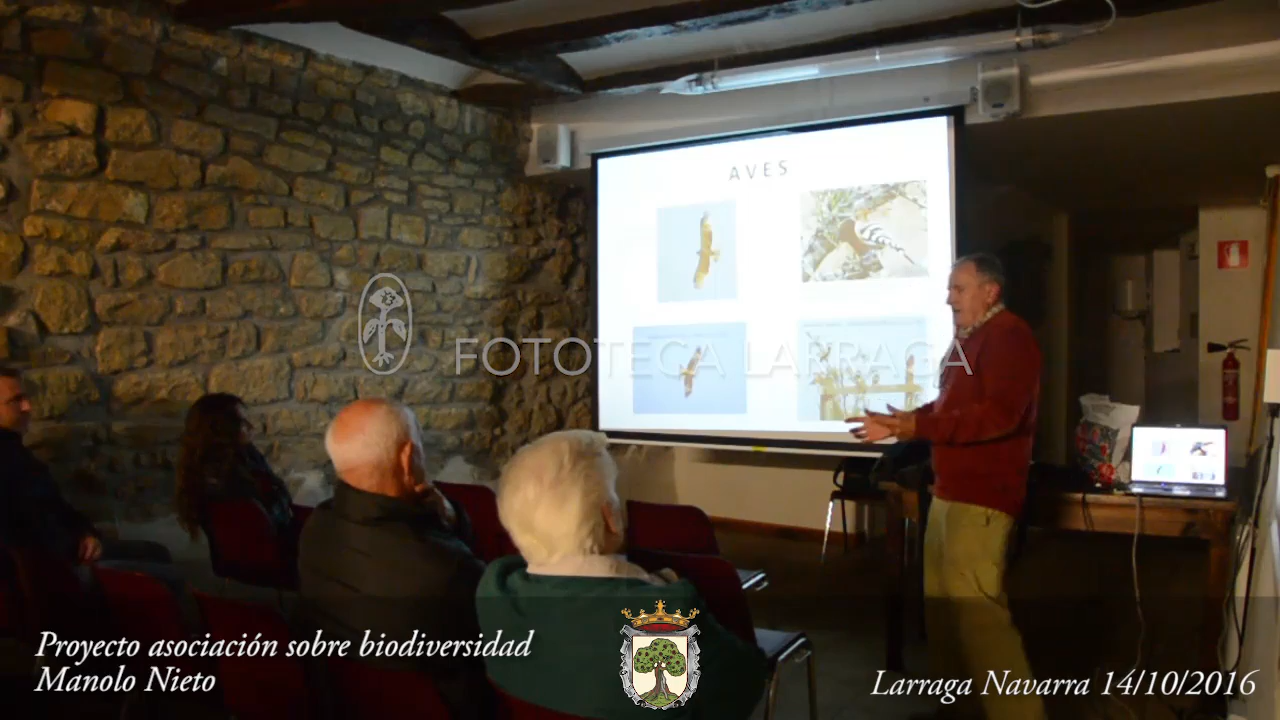 AVES
FOTOTECA LARRAGA
Proyecto asociación sobre biodiversidad
Manolo Nieto
Larraga Navarra 14/10/2016